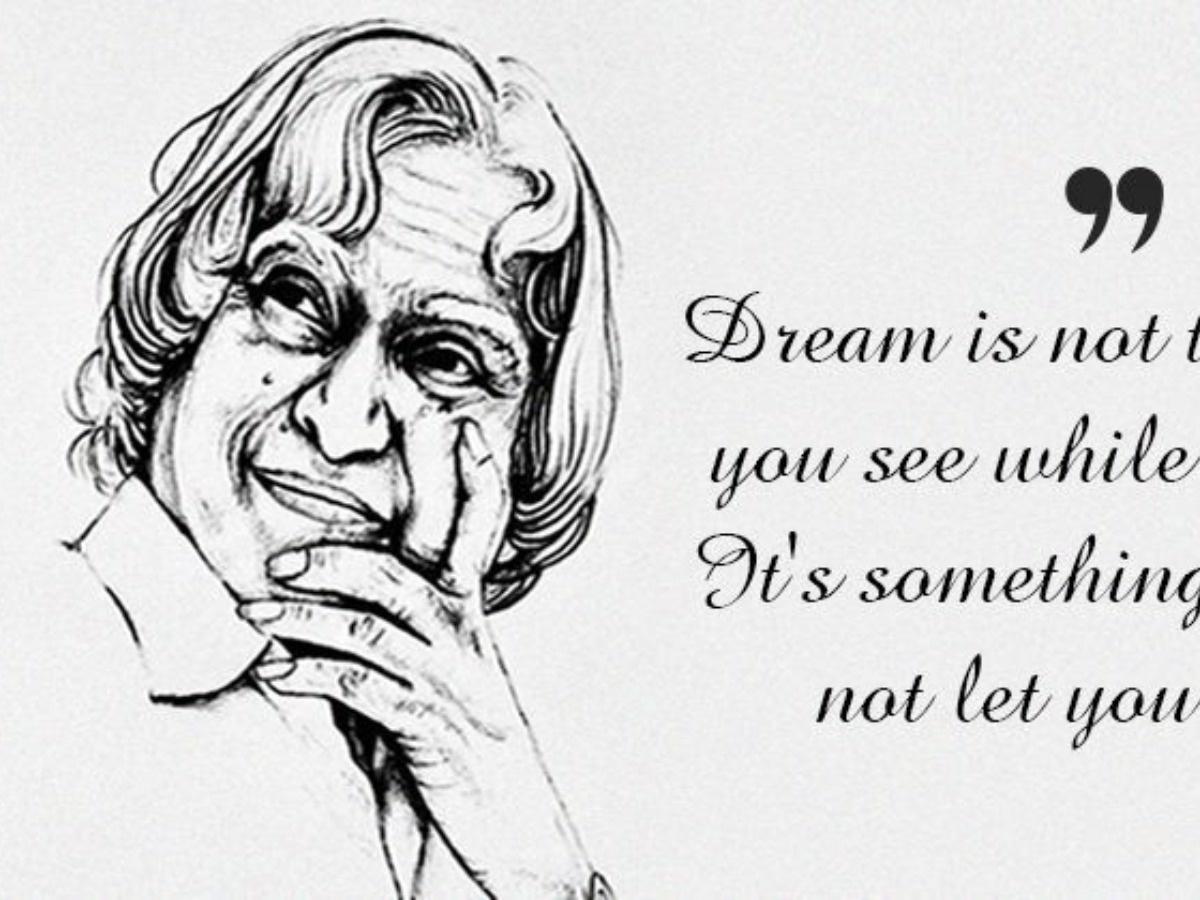 ”
Dream is not
you see while
It's something
not let you